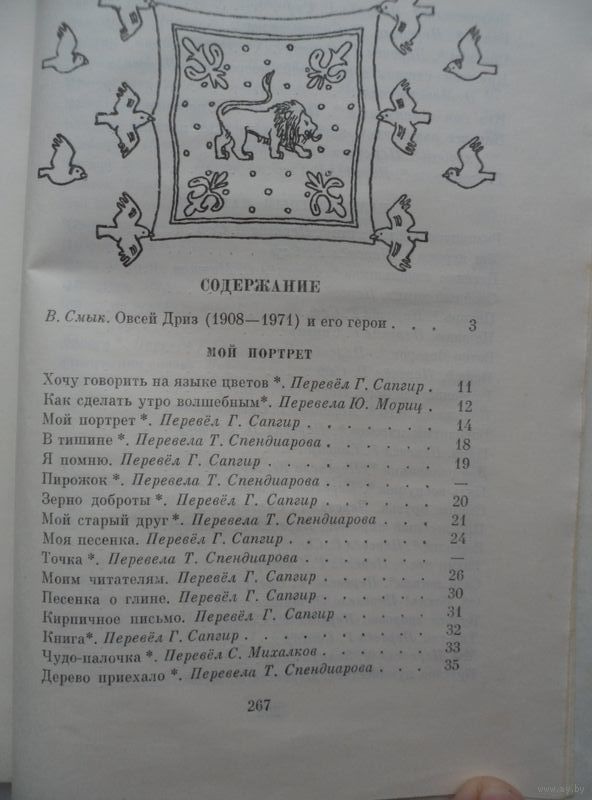 СОДЕРЖАНИЕ
В. Смык. Овсей Дриз (1908—1971) и его герои . . . 3
МОЙ ПОРТРЕТ
Хочу говорить на языке цветов *. Перевёл Г. Сапгир . 11
Как сделать утро волшебным*. Перевела Ю. Мориц . 12
Мой портрет *. Перевёл Г. Сапгир . . . . . . . 14
В тишине *. Перевела Т. Спендиарова . . . . . . 18
Я помню. Перевёл Г. Сапгир . . . . . . . . 19
Пирожок *. Перевела Т. Спендиарова . . . . . . —
Зерно доброты *. Перевёл Г. Сапгир . . . . . . 20
Мой старый друг *. Перевела Т. Спендиарова . . . 21
Моя песенка. Перевёл Г. Сапгир . . . . . . . 24
Точка *. Перевела Т. Спендиарова . . . . . . . —
Моим читателям. Перевёл Г. Сапгир . . . . . . 26
Песенка о глине. Перевёл Г. Сапгир . . . . . . 30
Кирпичное письмо. Перевёл Г. Сапгир . . . . . 31
Книга*. Перевёл Г. Сапгир . . . . . . . . . 32
Чудо-палочка *. Перевёл С. Михалков . . . . . . 33
Дерево приехало *. Перевела Т. Спендиарова . . . . 35
267
www.ay.by